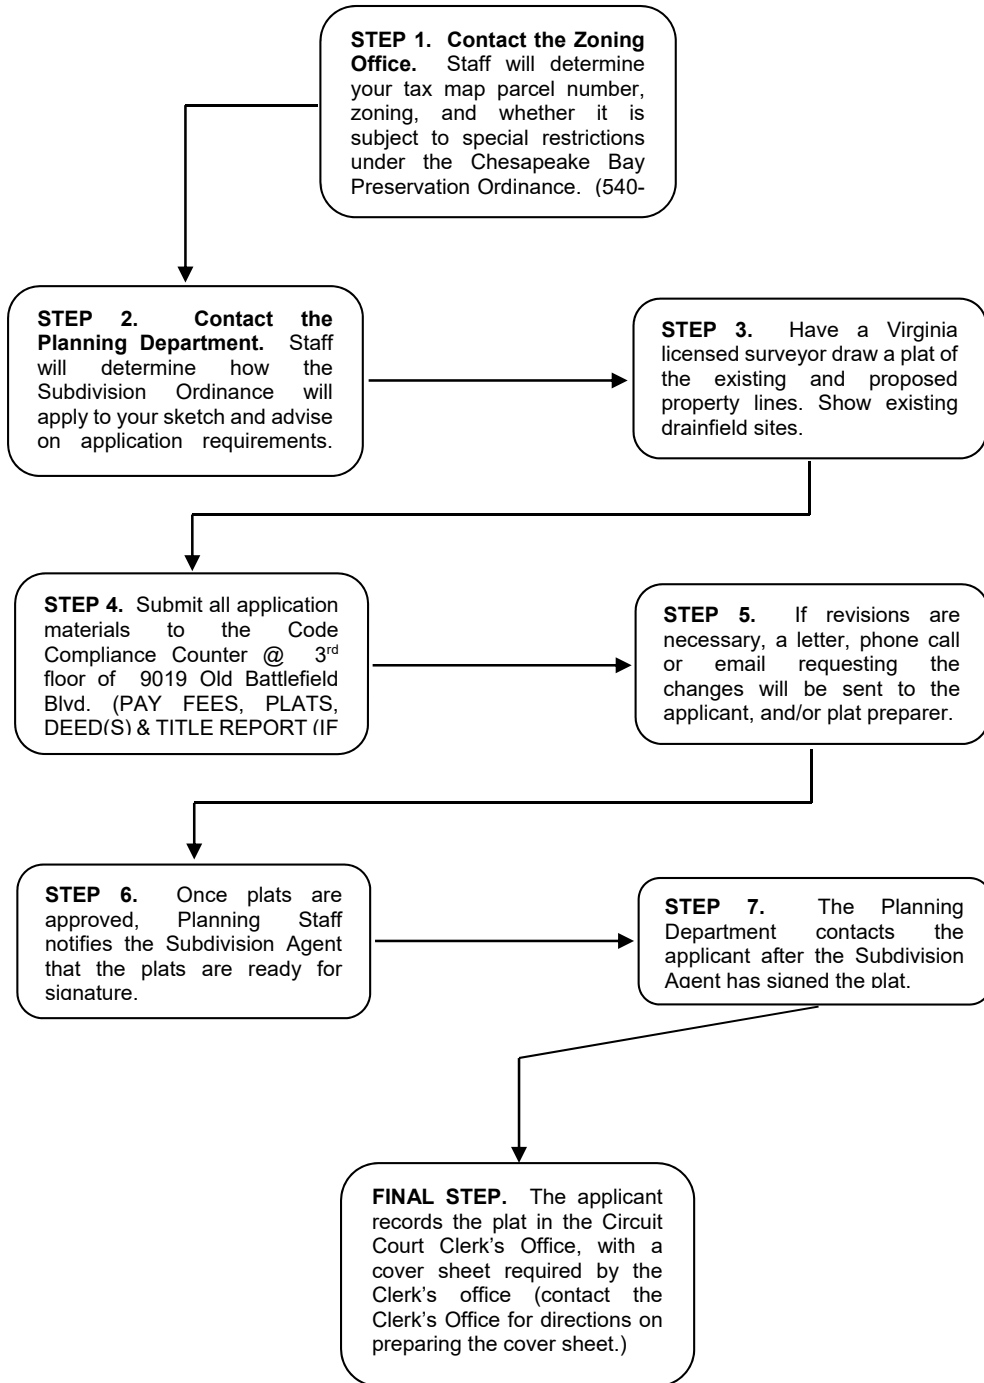 STEP 1. Contact the Zoning
Office. Staff will determine
your tax map parcel number,
zoning, and whether it is
subject to special restrictions
under the Chesapeake Bay
Preservation Ordinance. (540-
STEP 2. Contact the
Planning Department. Staff
will determine how the
Subdivision Ordinance will
apply to your sketch and advise
on application requirements.
STEP 3. Have a Virginia
licensed surveyor draw a plat of
the existing and proposed
property lines. Show existing
drainfield sites.
STEP 4. Submit all application
materials to the Code
Compliance Counter @ 3rd
floor of 9019 Old Battlefield
Blvd. (PAY FEES, PLATS,
DEED(S) & TITLE REPORT (IF
STEP 5. If revisions are
necessary, a letter, phone call
or email requesting the
changes will be sent to the
applicant, and/or plat preparer.
STEP 6. Once plats are
approved, Planning Staff
notifies the Subdivision Agent
that the plats are ready for
signature.
STEP 7. The Planning
Department contacts the
applicant after the Subdivision
Agent has signed the plat.
FINAL STEP. The applicant
records the plat in the Circuit
Court Clerk's Office, with a
cover sheet required by the
Clerk's office (contact the
Clerk's Office for directions on
preparing the cover sheet.)